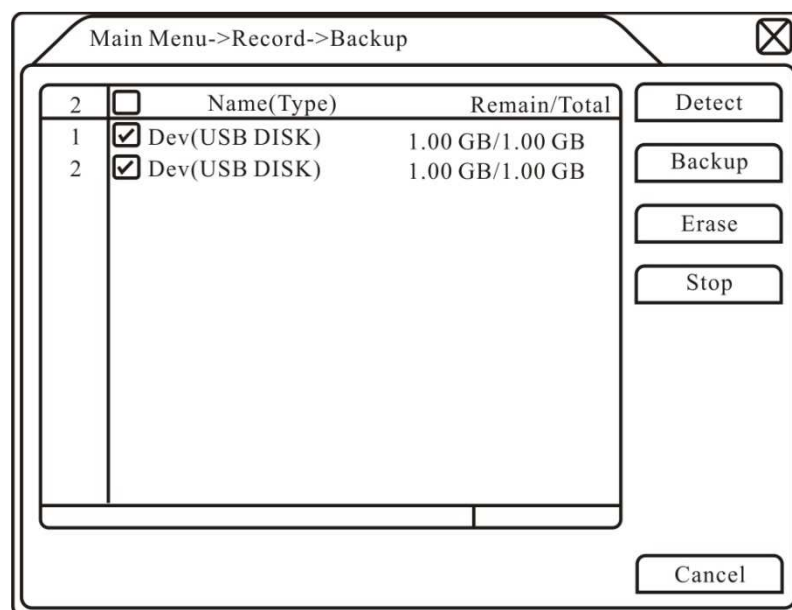 Main Menu->Record->Backup
2 Name(Type) Remain/Total
1 Dev(USB DISK) 1.00 GB/1.00 GB
2 Dev(USB DISK) 1.00 GB/1.00 GB
Detect
Backup
Erase
Stop
Cancel